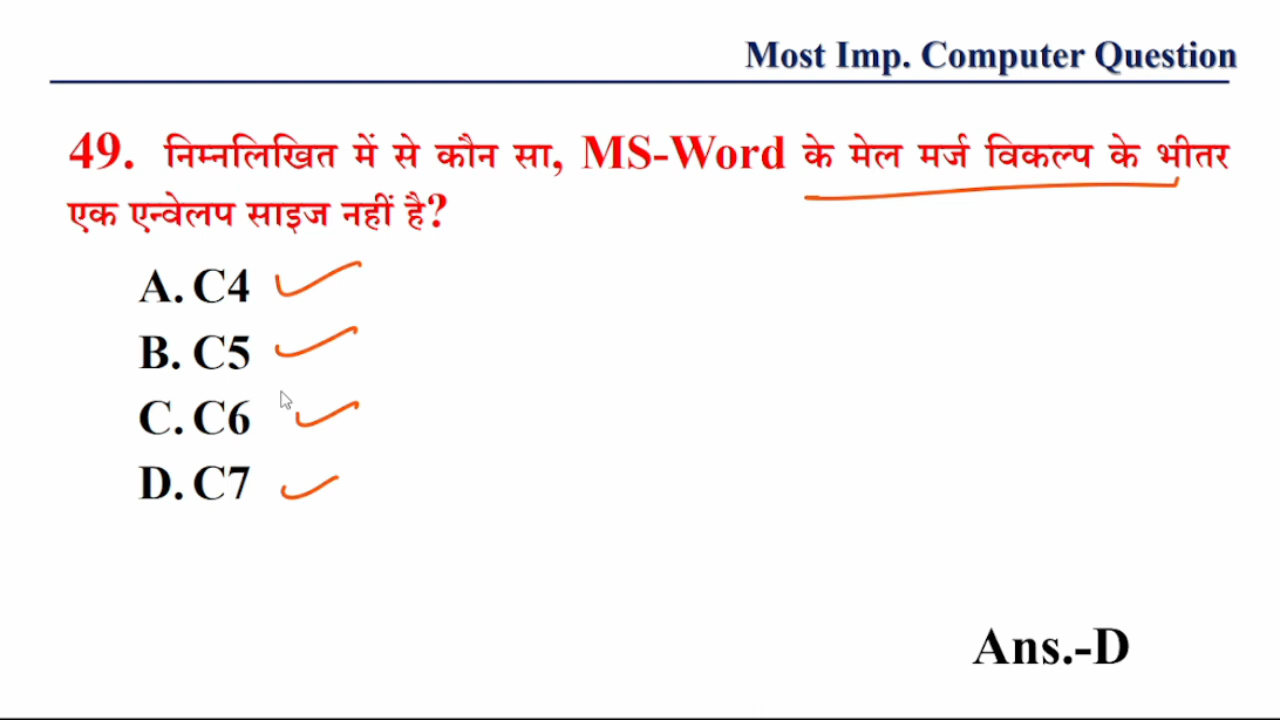 Most Imp. Computer Question
49. निम्नलिखित में से कौन सा, MS-Word के मेल मर्ज विकल्प के भीतर
एक एन्वेलप साइज नहीं है?
A. C4
B. C5
C. C6
D. C7
Ans.-D